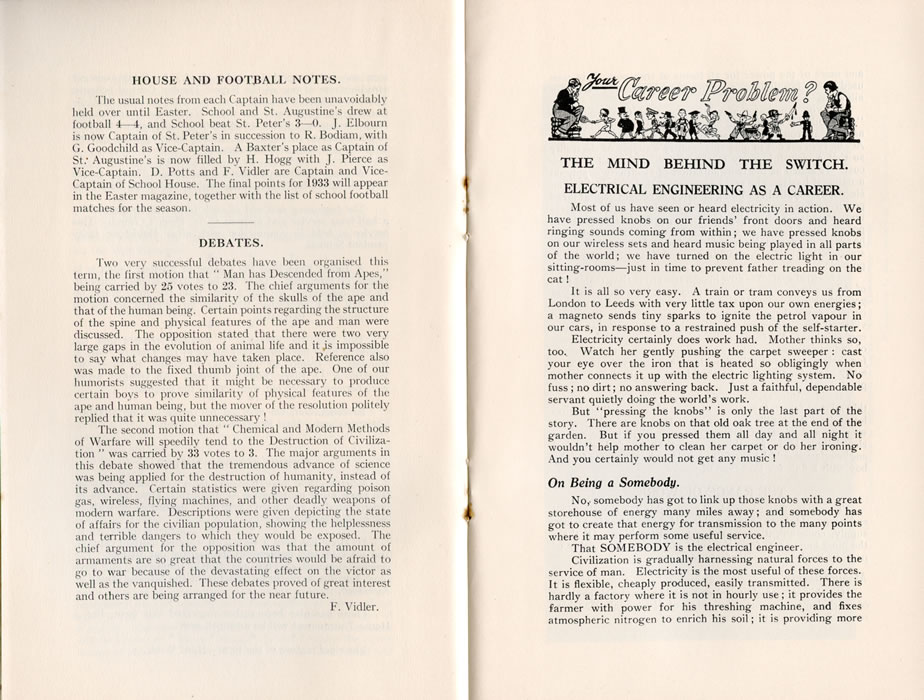 HOUSE AND FOOTBALL NOTES.
The usual notes from each Captain have been unavoidably
held over until Easter. School and St. Augustine's drew at
football 4—4, and School beat St. Peter's 3—0. J. Elbourn
is now Captain of St. Peter's in succession to R. Bodiam, with
G. Goodchild as Vice-Captain. A Baxter's place as Captain of
St. Augustine's is now filled by H. Hogg with J. Pierce as
Vice-Captain. D. Potts and F. Vidler are Captain and Vice-
Captain of School House. The final points for 1933 will appear
in the Easter magazine, together with the list of school football
matches for the season.
DEBATES.
Two very successful debates have been organised this
term, the first motion that " Man has Descended from Apes,"
being carried by 25 votes to 23. The chief arguments for the
motion concerned the similarity of the skulls of the ape and
that of the human being. Certain points regarding the structure
of the spine and physical features of the ape and man were
discussed. The opposition stated that there were two very
large gaps in the evolution of animal life and it is impossible
to say what changes may have taken place. Reference also
was made to the fixed thumb joint of the ape. One of our
humorists suggested that it might be necessary to produce
certain boys to prove similarity of physical features of the
ape and human being, but the mover of the resolution politely
replied that it was quite unnecessary !
The second motion that " Chemical and Modern Methods
of Warfare will speedily tend to the Destruction of Civiliza-
tion " was carried by 33 votes to 3. The major arguments in
this debate showed that the tremendous advance of science
was being applied for the destruction of humanity, instead of
its advance. Certain statistics were given regarding poison
gas, wireless, flying machines, and other deadly weapons of
modern warfare. Descriptions were given depicting the state
of affairs for the civilian population, showing the helplessness
and terrible dangers to which they would be exposed. The
chief argument for the opposition was that the amount of
armaments are so great that the countries would be afraid to
go to war because of the devastating effect on the victor as
well as the vanquished. These debates proved of great interest
and others are being arranged for the near future.
F. Vidler.
Your Career Problem?
THE MIND BEHIND THE SWITCH.
ELECTRICAL ENGINEERING AS A CAREER.
Most of us have seen or heard electricity in action. We
have pressed knobs on our friends' front doors and heard
ringing sounds coming from within ; we have pressed knobs
on our wireless sets and heard music being played in all parts
of the world ; we have turned on the electric light in our
sitting-rooms—just in time to prevent father treading on the
cat !
It is all so very easy. A train or tram conveys us from
London to Leeds with very little tax upon our own energies ;
a magneto sends tiny sparks to ignite the petrol vapour in
our cars, in response to a restrained push of the self-starter.
Electricity certainly does work had. Mother thinks so,
too. Watch her gently pushing the carpet sweeper : cast
your eye over the iron that is heated so obligingly when
mother connects it up with the electric lighting system. No
fuss ; no dirt ; no answering back. Just a faithful, dependable
servant quietly doing the world's work.
But "pressing the knobs" is only the last part of the
story. There are knobs on that old oak tree at the end of the
garden. But if you pressed them all day and all night it
wouldn't help mother to clean her carpet or do her ironing.
And you certainly would not get any music !
On Being a Somebody.
No, somebody has got to link up those knobs with a great
storehouse of energy many miles away ; and somebody has
got to create that energy for transmission to the many points
where it may perform some useful service.
That SOMEBODY is the electrical engineer.
Civilization is gradually harnessing natural forces to the
service of man. Electricity is the most useful of these forces.
It is flexible, cheaply produced, easily transmitted. There is
hardly a factory where it is not in hourly use ; it provides the
farmer with power for his threshing machine, and fixes
atmospheric nitrogen to enrich his soil ; it is providing more